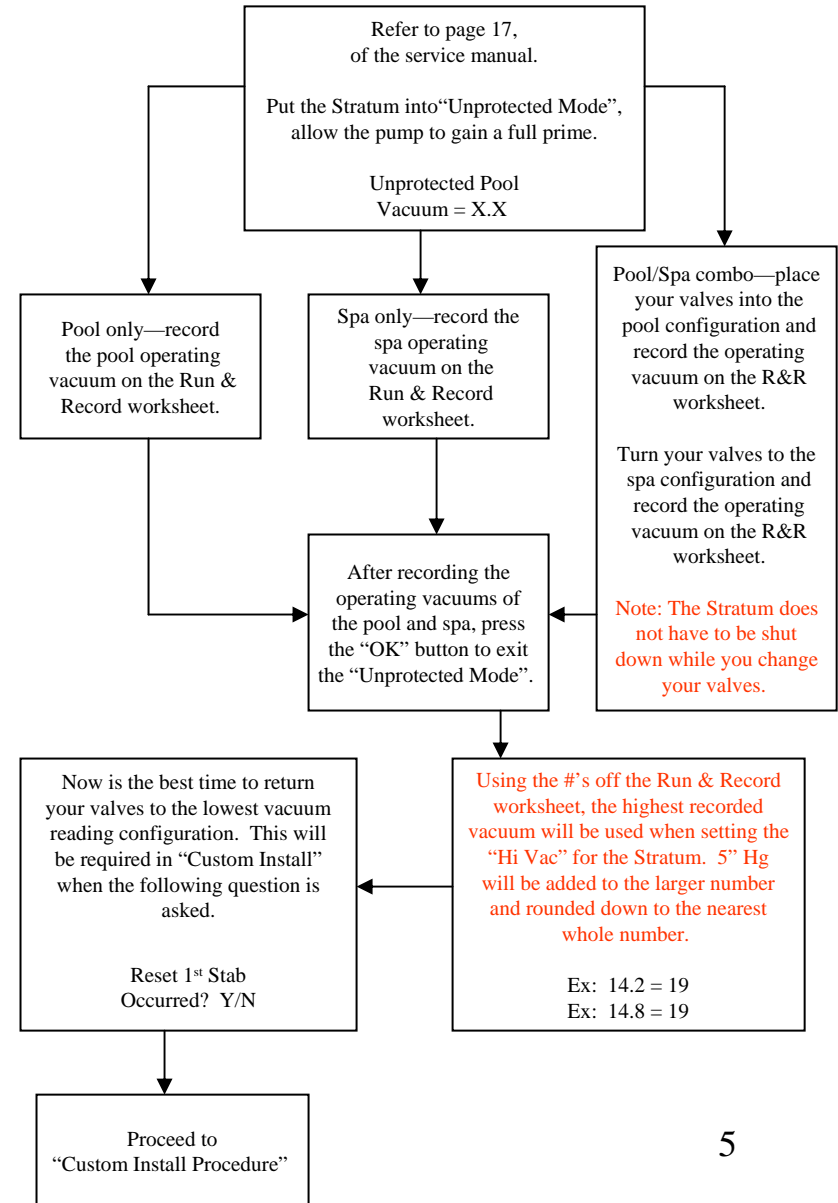 Refer to page 17,
of the service manual.
Put the Stratum into“Unprotected Mode”,
allow the pump to gain a full prime.
Unprotected Pool
Vacuum = X.X
Pool only—record
the pool operating
vacuum on the Run &
Record worksheet.
Spa only—record the
spa operating
vacuum on the
Run & Record
worksheet.
Pool/Spa combo—place
your valves into the
pool configuration and
record the operating
vacuum on the R&R
worksheet.
Turn your valves to the
spa configuration and
record the operating
vacuum on the R&R
worksheet.
Note: The Stratum does
not have to be shut
down while you change
your valves.
After recording the
operating vacuums of
the pool and spa, press
the “OK” button to exit
the “Unprotected Mode”.
Using the #'s off the Run & Record
worksheet, the highest recorded
vacuum will be used when setting the
“Hi Vac” for the Stratum. 5” Hg
will be added to the larger number
and rounded down to the nearest
whole number.
Ex: 14.2 = 19
Ex: 14.8 = 19
Now is the best time to return
your valves to the lowest vacuum
reading configuration. This will
be required in “Custom Install”
when the following question is
asked.
Reset 1st Stab
Occurred? Y/N
Proceed to
“Custom Install Procedure”
5